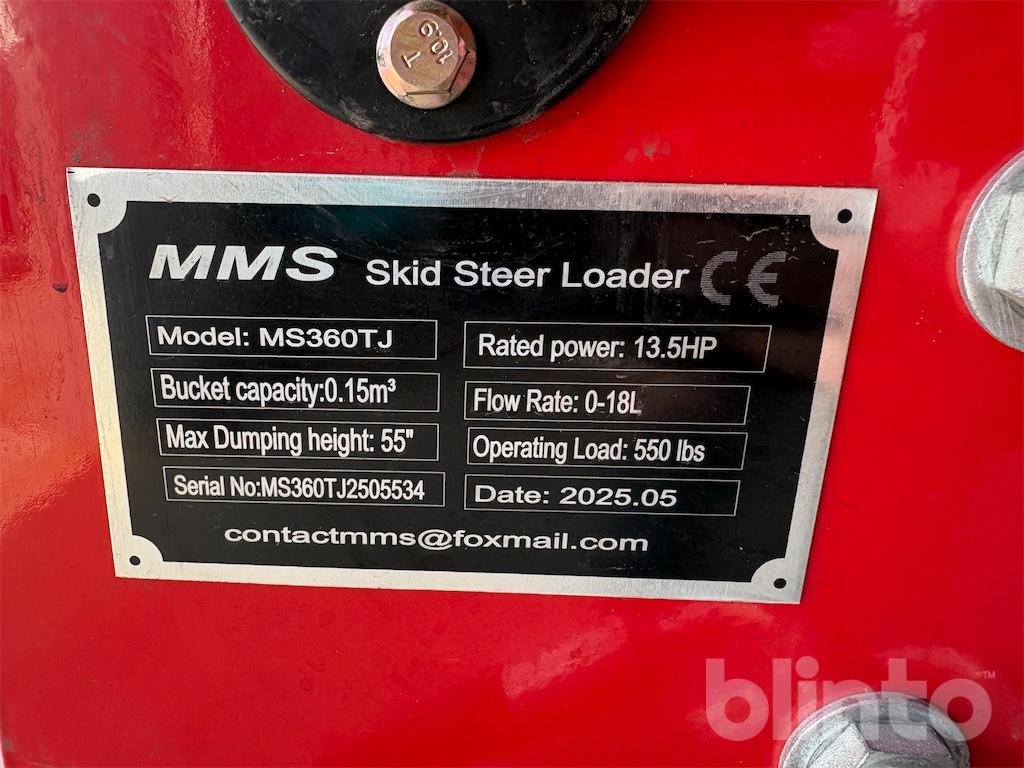 10.9
T
MMS Skid Steer Loader CE
Model: MS360TJ
Rated power: 13.5HP
Bucket capacity:0.15m³
Flow Rate: 0-18L
Max Dumping height: 55"
Operating Load: 550 lbs
Serial No:MS360TJ2505534
Date: 2025.05
contactmms@foxmail.com
blinto™